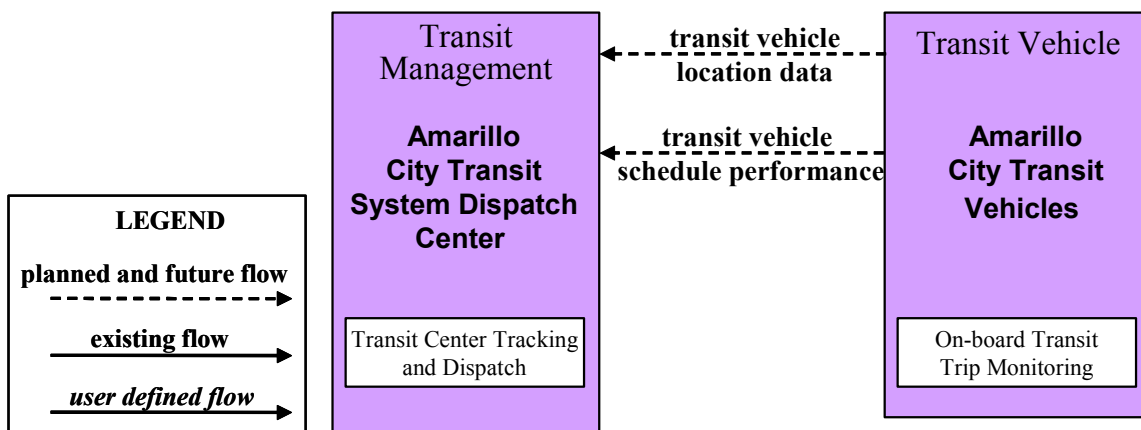 Transit
Management
Amarillo
City Transit
System Dispatch
Center
Transit Center Tracking
and Dispatch
transit vehicle
location data
transit vehicle
schedule performance
Transit Vehicle
Amarillo
City Transit
Vehicles
On-board Transit
Trip Monitoring
LEGEND
planned and future flow
existing flow
user defined flow